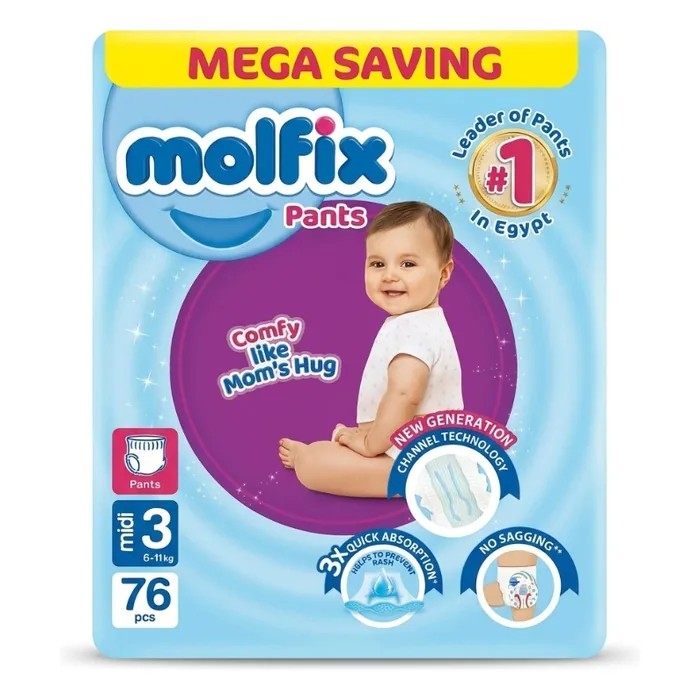 MEGA SAVING
molfix
Pants
Leader of Pants
#1
In Egypt
Comfy
like
Mom's Hug
NEW GENERATION
CHANNEL TECHNOLOGY
Pants
midi
3
6-11kg
3X QUICK ABSORPTION*
HELPS TO PREVENT
RASH
NO SAGGING**
76
pcs